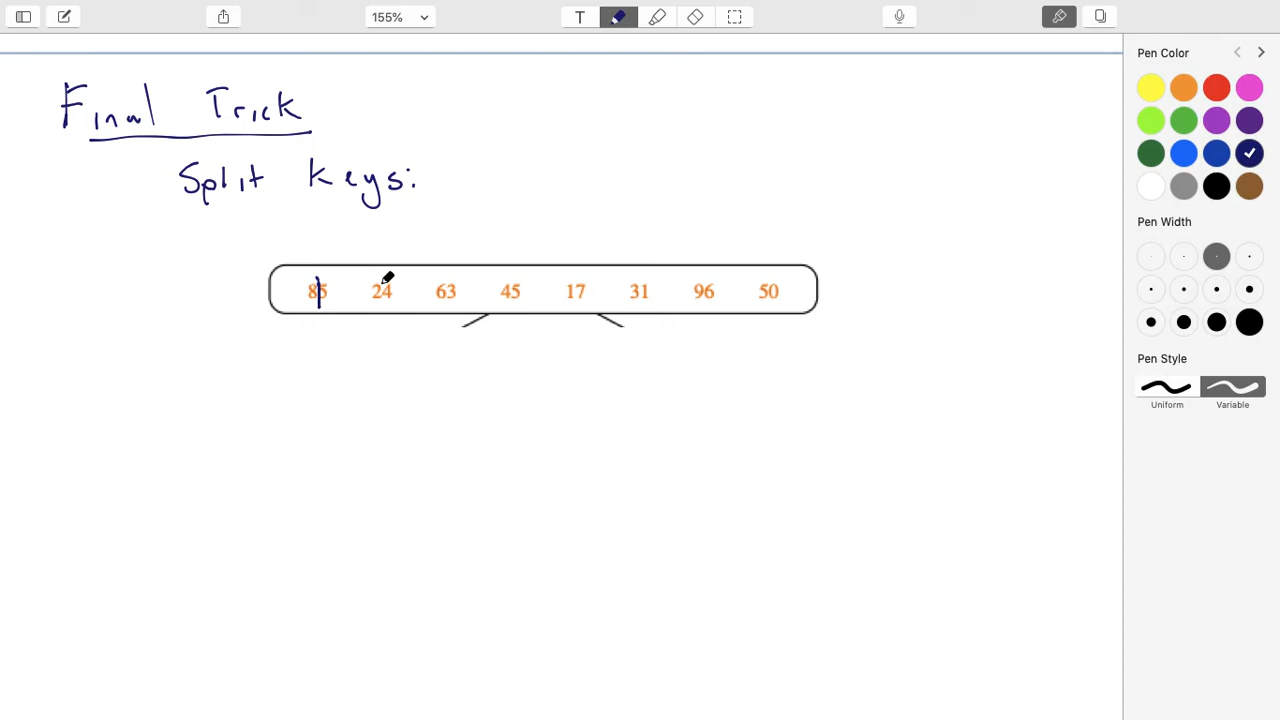 155%
T
Final Trick
Split Keys:
85 24 63 45 17 31 96 50
Pen Color
Pen Width
Pen Style
Uniform Variable